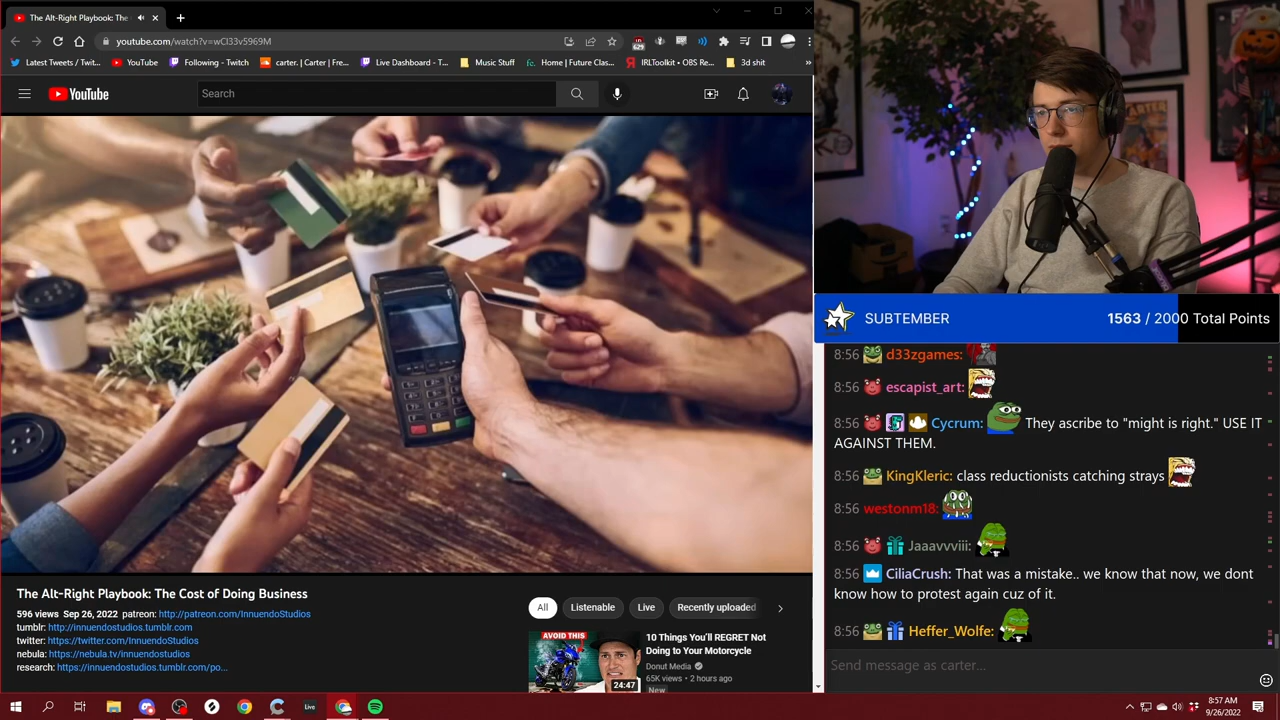 The Alt-Right Playbook: The
youtube.com/watch?v=wCl33v5969M
629
Latest Tweets / Twit...
YouTube
Following - Twitch
carter. | Carter | Fre...
Live Dashboard - T...
Music Stuff
fc. Home | Future Clas...
IRLToolkit • OBS Re...
3d shit
YouTube
Search
SUBTEMBER
1563 / 2000 Total Points
8:56 d33zgames:
8:56 escapist_art:
8:56 Cycrum: They ascribe to "might is right." USE IT
AGAINST THEM.
8:56 KingKleric: class reductionists catching strays
8:56 westonm18:
8:56 Jaaavvviii:
8:56 CiliaCrush: That was a mistake.. we know that now, we dont
know how to protest again cuz of it.
8:56 Heffer_Wolfe:
Send message as carter...
The Alt-Right Playbook: The Cost of Doing Business
596 views Sep 26, 2022 patreon: http://patreon.com/InnuendoStudios
tumblr: http://innuendostudios.tumblr.com
twitter: https://twitter.com/InnuendoStudios
nebula: https://nebula.tv/innuendostudios
research: https://innuendostudios.tumblr.com/po...
All
Listenable
Live
Recently uploaded
AVOID THIS
24:47
10 Things You'll REGRET Not
Doing to Your Motorcycle
Donut Media
65K views • 2 hours ago
New
Live
8:57 AM
9/26/2022